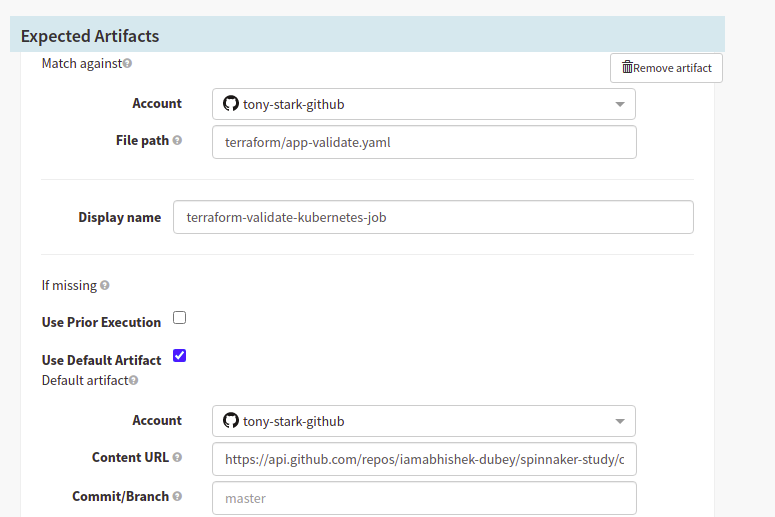 Expected Artifacts
Match against
Remove artifact
Account tony-stark-github
File path terraform/app-validate.yaml
Display name terraform-validate-kubernetes-job
If missing
Use Prior Execution
Use Default Artifact
Default artifact
Account tony-stark-github
Content URL https://api.github.com/repos/iamabhishek-dubey/spinnaker-study/c
Commit/Branch master